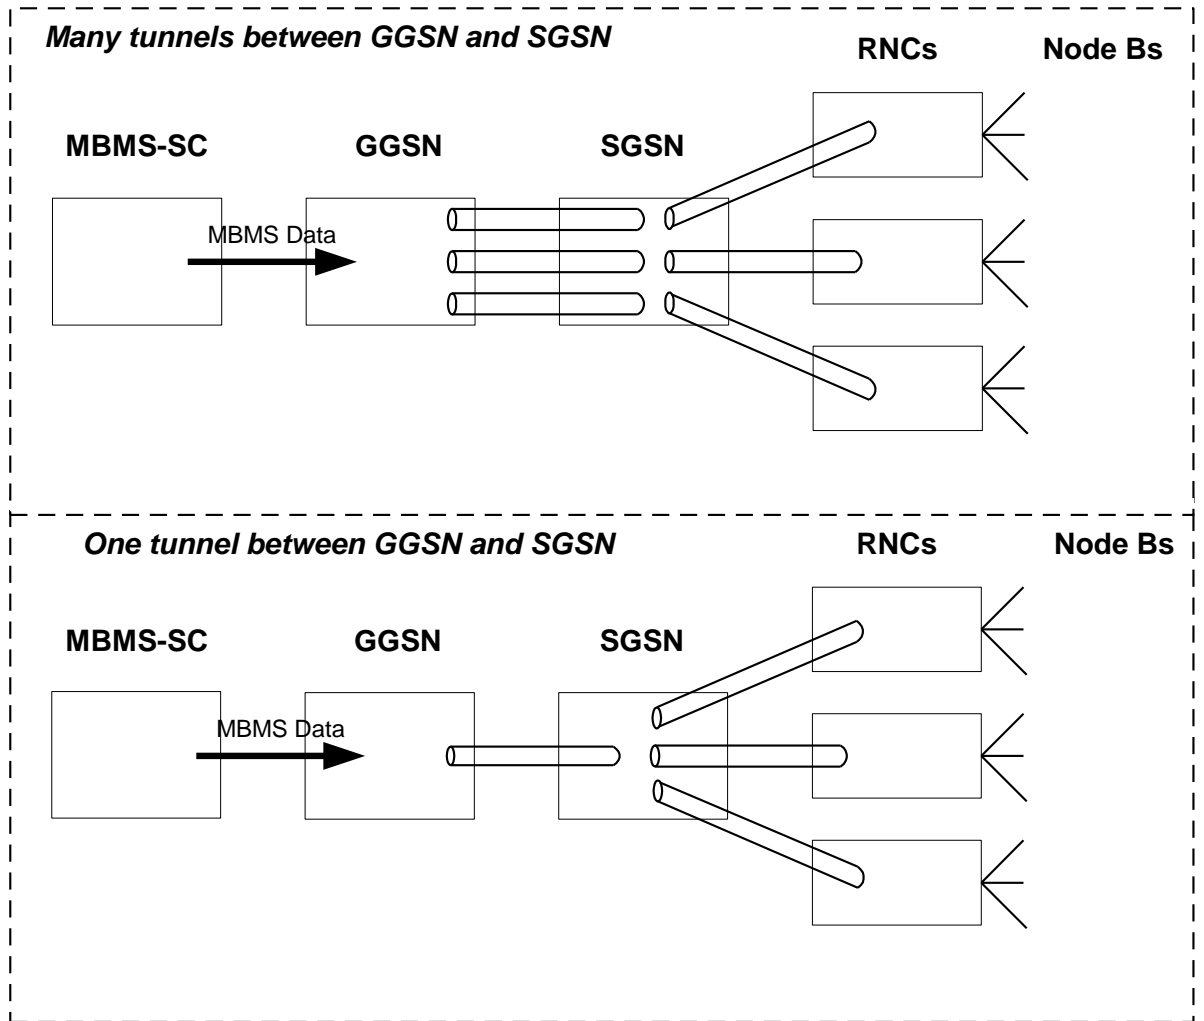 Many tunnels between GGSN and SGSN
RNCs
Node Bs
MBMS-SC
GGSN
SGSN
MBMS Data
One tunnel between GGSN and SGSN
RNCs
Node Bs
MBMS-SC
GGSN
SGSN
MBMS Data